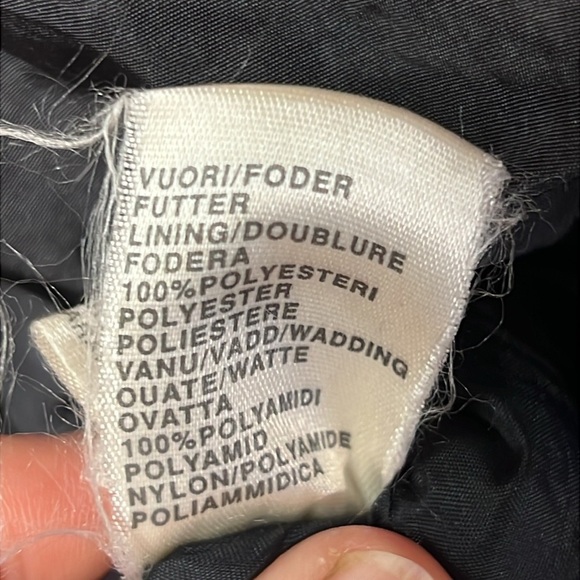 VUORI/FODER
FUTTER
LINING/DOUBLURE
FODERA
100%POLYESTERI
POLYESTER
POLIESTERE
VANU/VADD/WADDING
OUATE/WATTE
OVATTA
100%POLYAMIDI
POLYAMID
NYLON/POLYAMIDE
POLIAMMIDICA